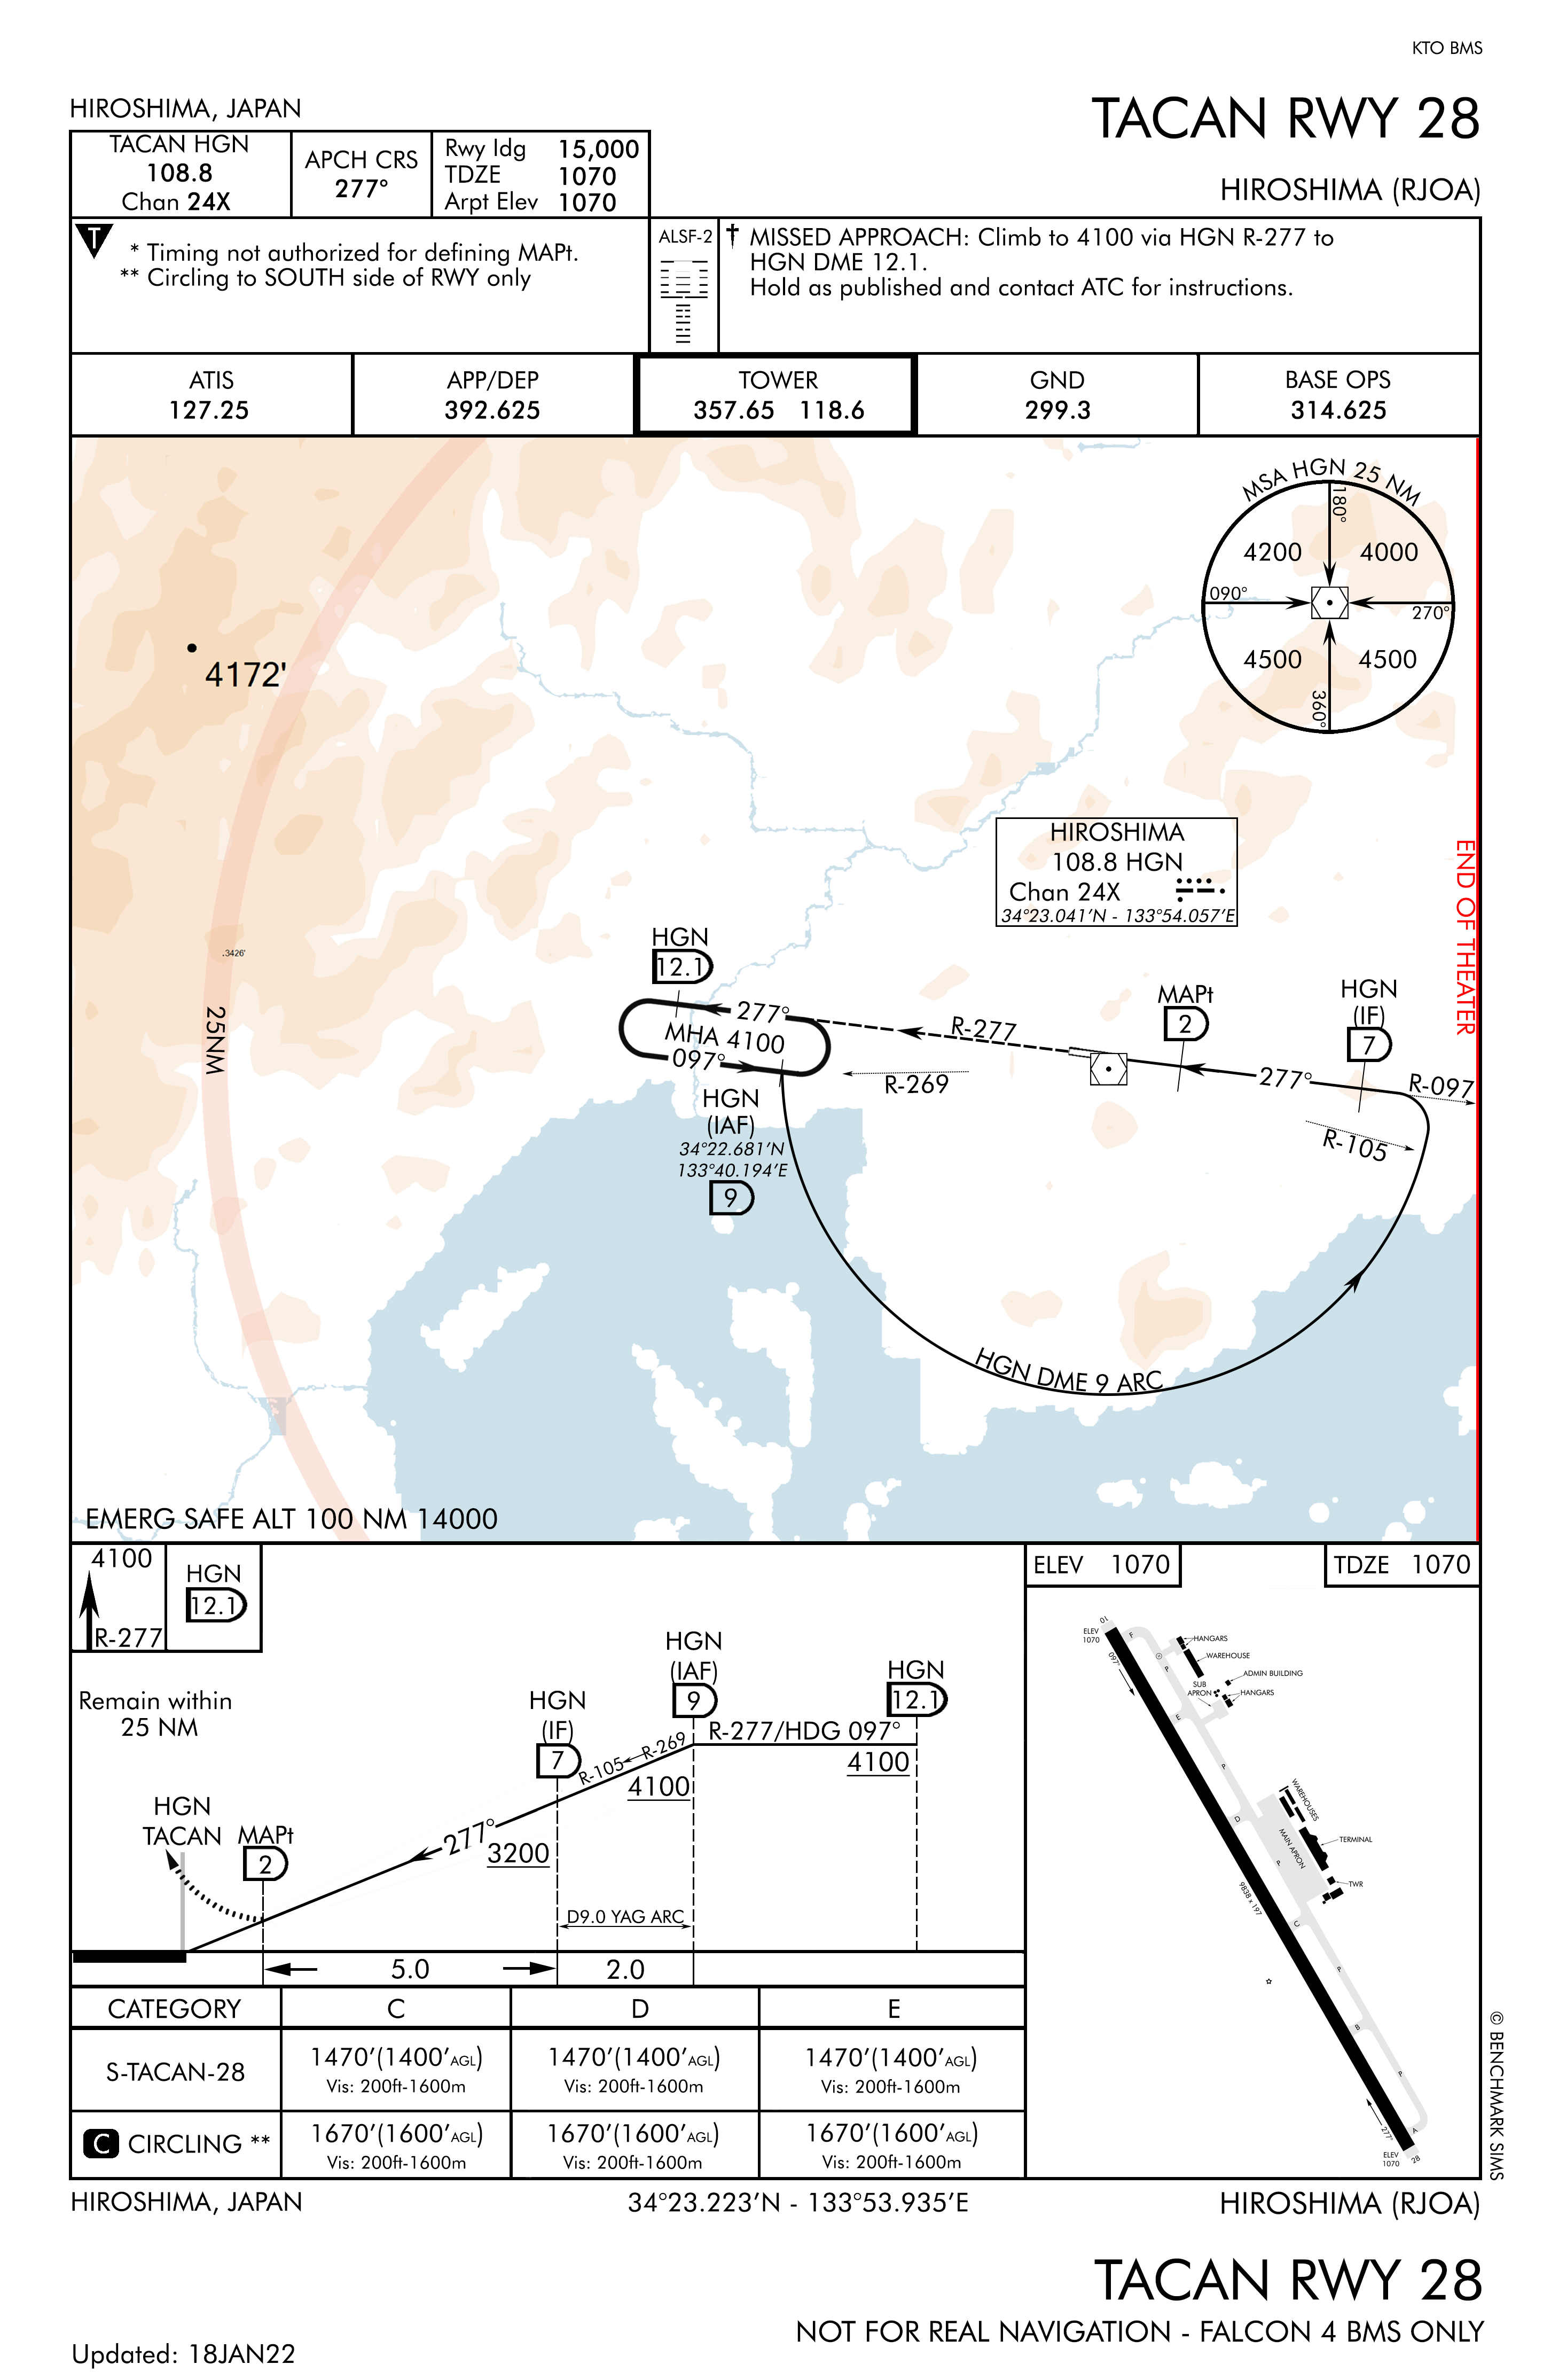 KTO BMS
HIROSHIMA, JAPAN
TACAN RWY 28
HIROSHIMA (RJOA)
TACAN HGN
108.8
Chan 24X
APCH CRS
277°
Rwy ldg 15,000
TDZE 1070
Arpt Elev 1070
T
* Timing not authorized for defining MAPt.
** Circling to SOUTH side of RWY only
ALSF-2
† MISSED APPROACH: Climb to 4100 via HGN R-277 to
HGN DME 12.1.
Hold as published and contact ATC for instructions.
ATIS
127.25
APP/DEP
392.625
TOWER
357.65 118.6
GND
299.3
BASE OPS
314.625
MSA HGN 25 NM
180°
4200 4000
090°
270°
4500 4500
360°
4172'
HIROSHIMA
108.8 HGN
Chan 24X
34°23.041'N - 133°54.057'E
END OF THEATER
.3426'
25NM
HGN
12.1
277°
MHA 4100
097°
R-277
R-269
HGN
(IAF)
34°22.681'N
133°40.194'E
9
MAPt
2
HGN
(IF)
7
277°
R-097
R-105
HGN DME 9 ARC
EMERG SAFE ALT 100 NM 14000
4100
R-277
HGN
12.1
Remain within
25 NM
HGN
TACAN
MAPt
2
HGN
(IF)
7
HGN
(IAF)
9
HGN
12.1
R-277/HDG 097°
4100
R-105
R-269
4100
277°
3200
D9.0 YAG ARC
5.0
2.0
ELEV 1070
TDZE 1070
01
ELEV
1070
097°
F
P
HANGARS
WAREHOUSE
ADMIN BUILDING
SUB
APRON
HANGARS
E
P
D
WAREHOUSES
MAIN APRON
P
TERMINAL
TWR
9838 x 197
C
P
B
P
277°
A
ELEV
1070
28
CATEGORY C D E
S-TACAN-28
1470'(1400'AGL) 1470'(1400'AGL) 1470'(1400'AGL)
Vis: 200ft-1600m Vis: 200ft-1600m Vis: 200ft-1600m
C CIRCLING **
1670'(1600'AGL) 1670'(1600'AGL) 1670'(1600'AGL)
Vis: 200ft-1600m Vis: 200ft-1600m Vis: 200ft-1600m
© BENCHMARK SIMS
HIROSHIMA, JAPAN
34°23.223'N - 133°53.935'E
HIROSHIMA (RJOA)
TACAN RWY 28
NOT FOR REAL NAVIGATION - FALCON 4 BMS ONLY
Updated: 18JAN22